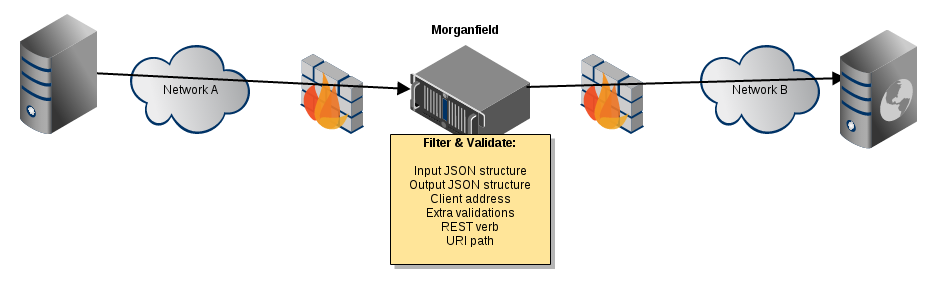 Morganfield
Network A
Network B
Filter & Validate:
Input JSON structure
Output JSON structure
Client address
Extra validations
REST verb
URI path